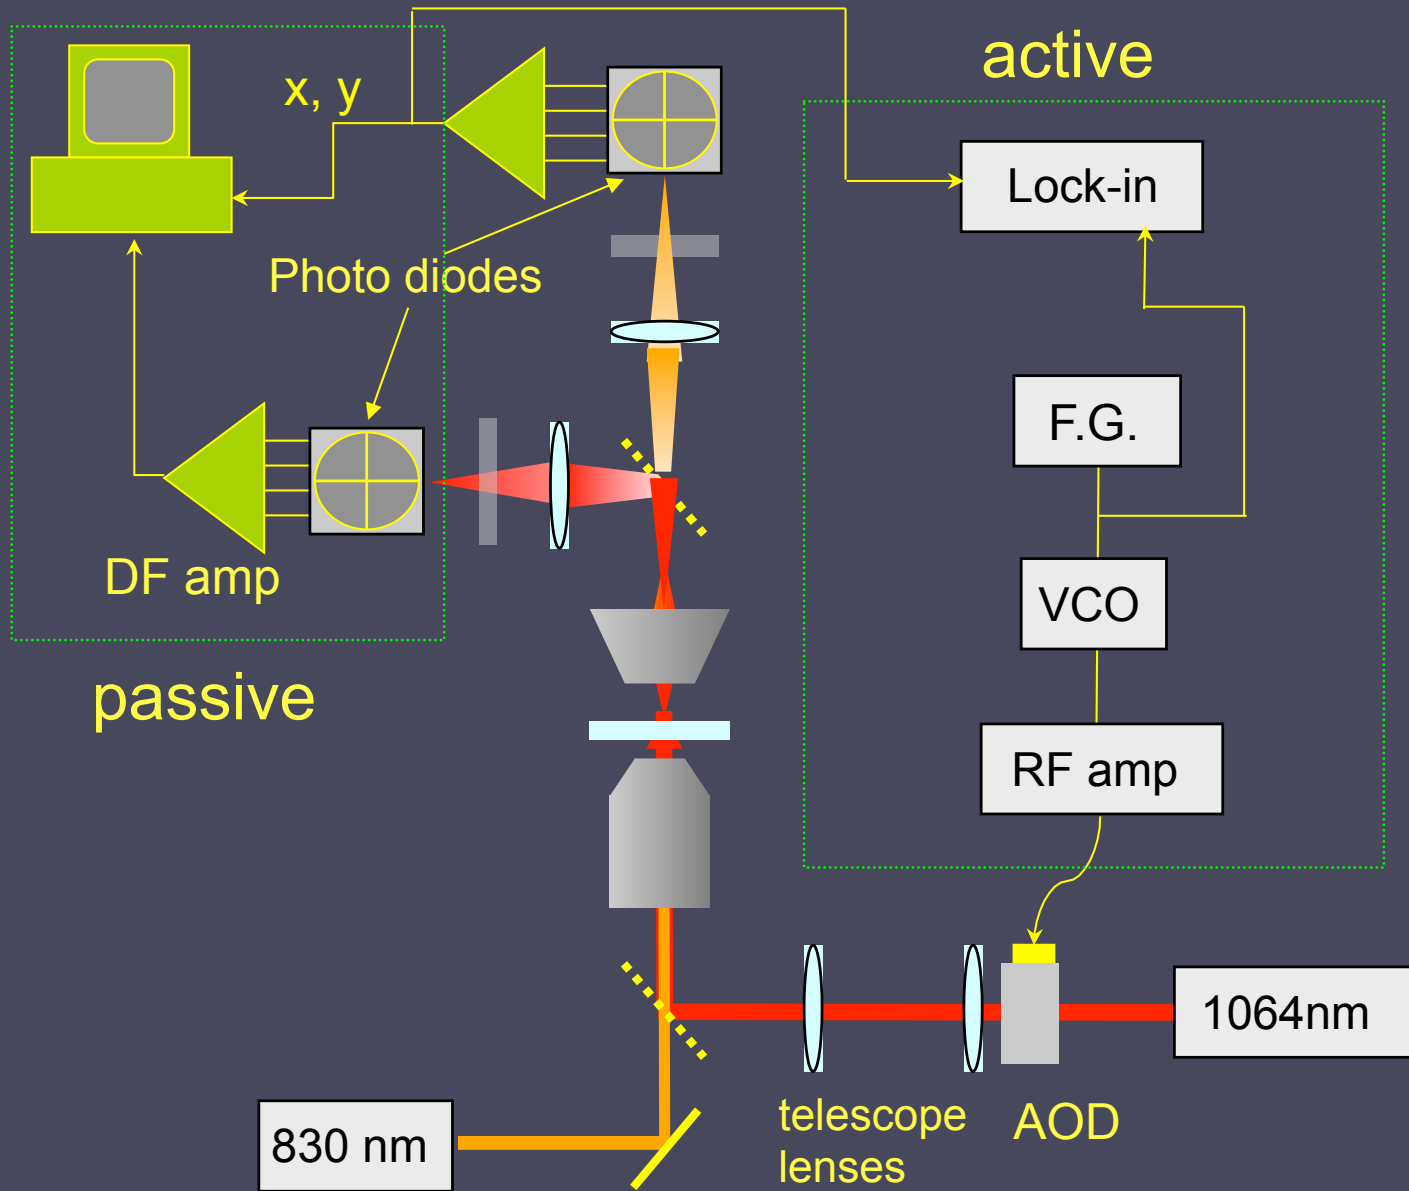 active
x, y
Lock-in
Photo diodes
F.G.
DF amp
VCO
passive
RF amp
1064nm
830 nm
telescope
lenses
AOD